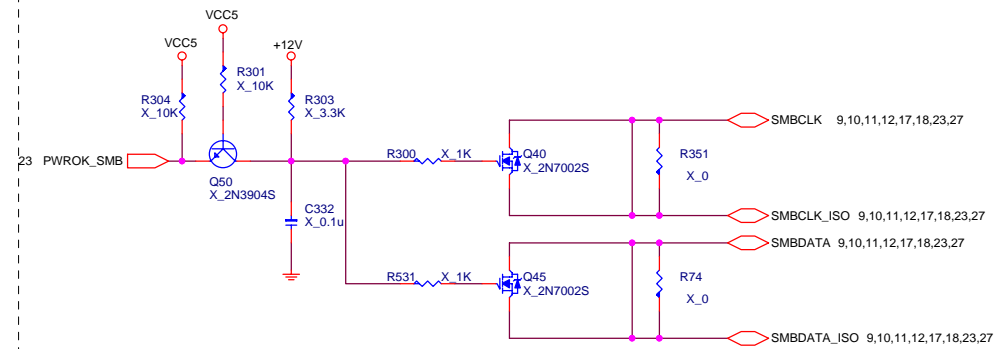 VCC5
VCC5
+12V
R304
X_10K
R301
X_10K
R303
X_3.3K
23 PWROK_SMB
Q50
X_2N3904S
C332
X_0.1u
R300 X_1K
Q40
X_2N7002S
R351
X_0
SMBCLK 9,10,11,12,17,18,23,27
SMBCLK_ISO 9,10,11,12,17,18,23,27
R531 X_1K
Q45
X_2N7002S
R74
X_0
SMBDATA 9,10,11,12,17,18,23,27
SMBDATA_ISO 9,10,11,12,17,18,23,27